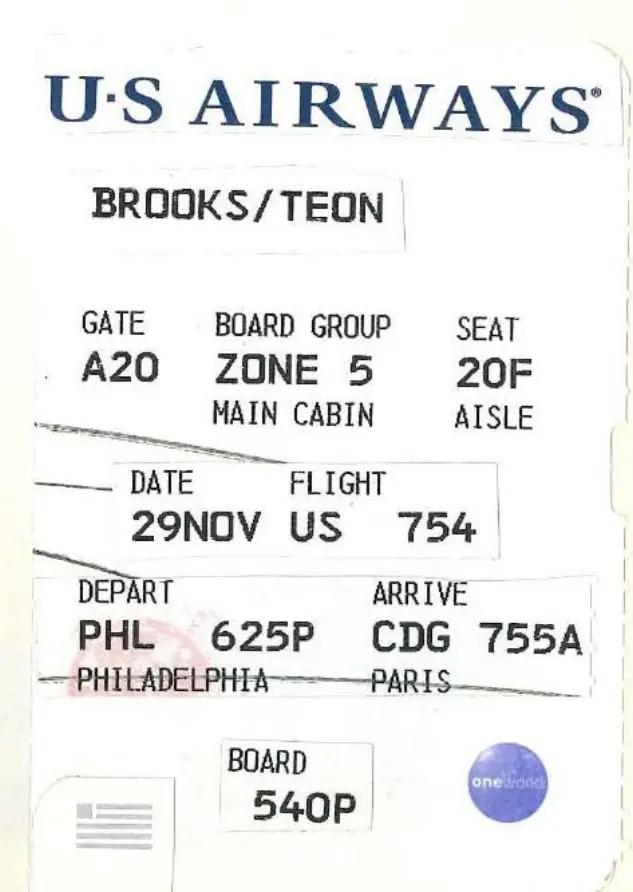 U·S AIRWAYS®
BROOKS/TEON
GATE BOARD GROUP SEAT
A20 ZONE 5 20F
MAIN CABIN AISLE
DATE FLIGHT
29NOV US 754
DEPART ARRIVE
PHL 625P CDG 755A
PHILADELPHIA PARIS
BOARD
540P
oneworld